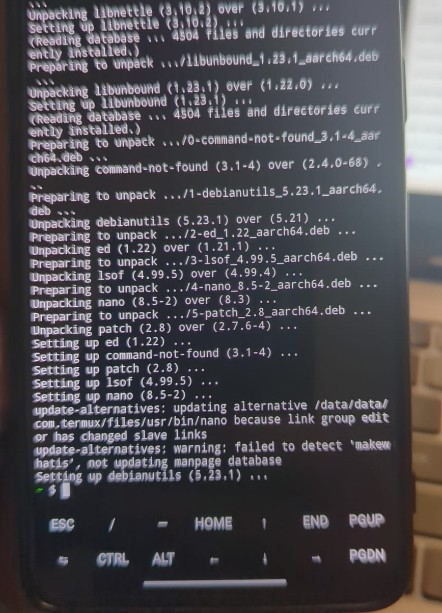 ...
Unpacking libnettle (3.10.2) over (3.10.1) ...
Setting up libnettle (3.10.2) ...
(Reading database ... 4504 files and directories curr
ently installed.)
Preparing to unpack .../libunbound_1.23.1_aarch64.deb
...
Unpacking libunbound (1.23.1) over (1.22.0) ...
Setting up libunbound (1.23.1) ...
(Reading database ... 4504 files and directories curr
ently installed.)
Preparing to unpack .../0-command-not-found_3.1-4_aar
ch64.deb ...
Unpacking command-not-found (3.1-4) over (2.4.0-68) .
..
Preparing to unpack .../1-debianutils_5.23.1_aarch64.
deb ...
Unpacking debianutils (5.23.1) over (5.21) ...
Preparing to unpack .../2-ed_1.22_aarch64.deb ...
Unpacking ed (1.22) over (1.21.1) ...
Preparing to unpack .../3-lsof_4.99.5_aarch64.deb ...
Unpacking lsof (4.99.5) over (4.99.4) ...
Preparing to unpack .../4-nano_8.5-2_aarch64.deb ...
Unpacking nano (8.5-2) over (8.3) ...
Preparing to unpack .../5-patch_2.8_aarch64.deb ...
Unpacking patch (2.8) over (2.7.6-4) ...
Setting up ed (1.22) ...
Setting up command-not-found (3.1-4) ...
Setting up patch (2.8) ...
Setting up lsof (4.99.5) ...
Setting up nano (8.5-2) ...
update-alternatives: updating alternative /data/data/
com.termux/files/usr/bin/nano because link group edit
or has changed slave links
update-alternatives: warning: failed to detect 'makew
hatis', not updating manpage database
Setting up debianutils (5.23.1) ...
~ $
ESC / − HOME ↑ END PGUP
⇆ CTRL ALT ← ↓ → PGDN